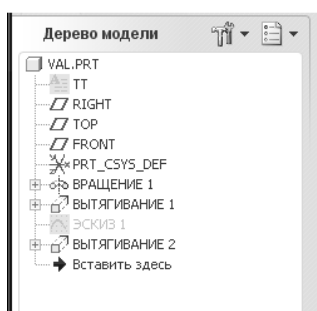 Дерево модели
VAL.PRT
TT
RIGHT
TOP
FRONT
PRT_CSYS_DEF
ВРАЩЕНИЕ 1
ВЫТЯГИВАНИЕ 1
ЭСКИЗ 1
ВЫТЯГИВАНИЕ 2
Вставить здесь